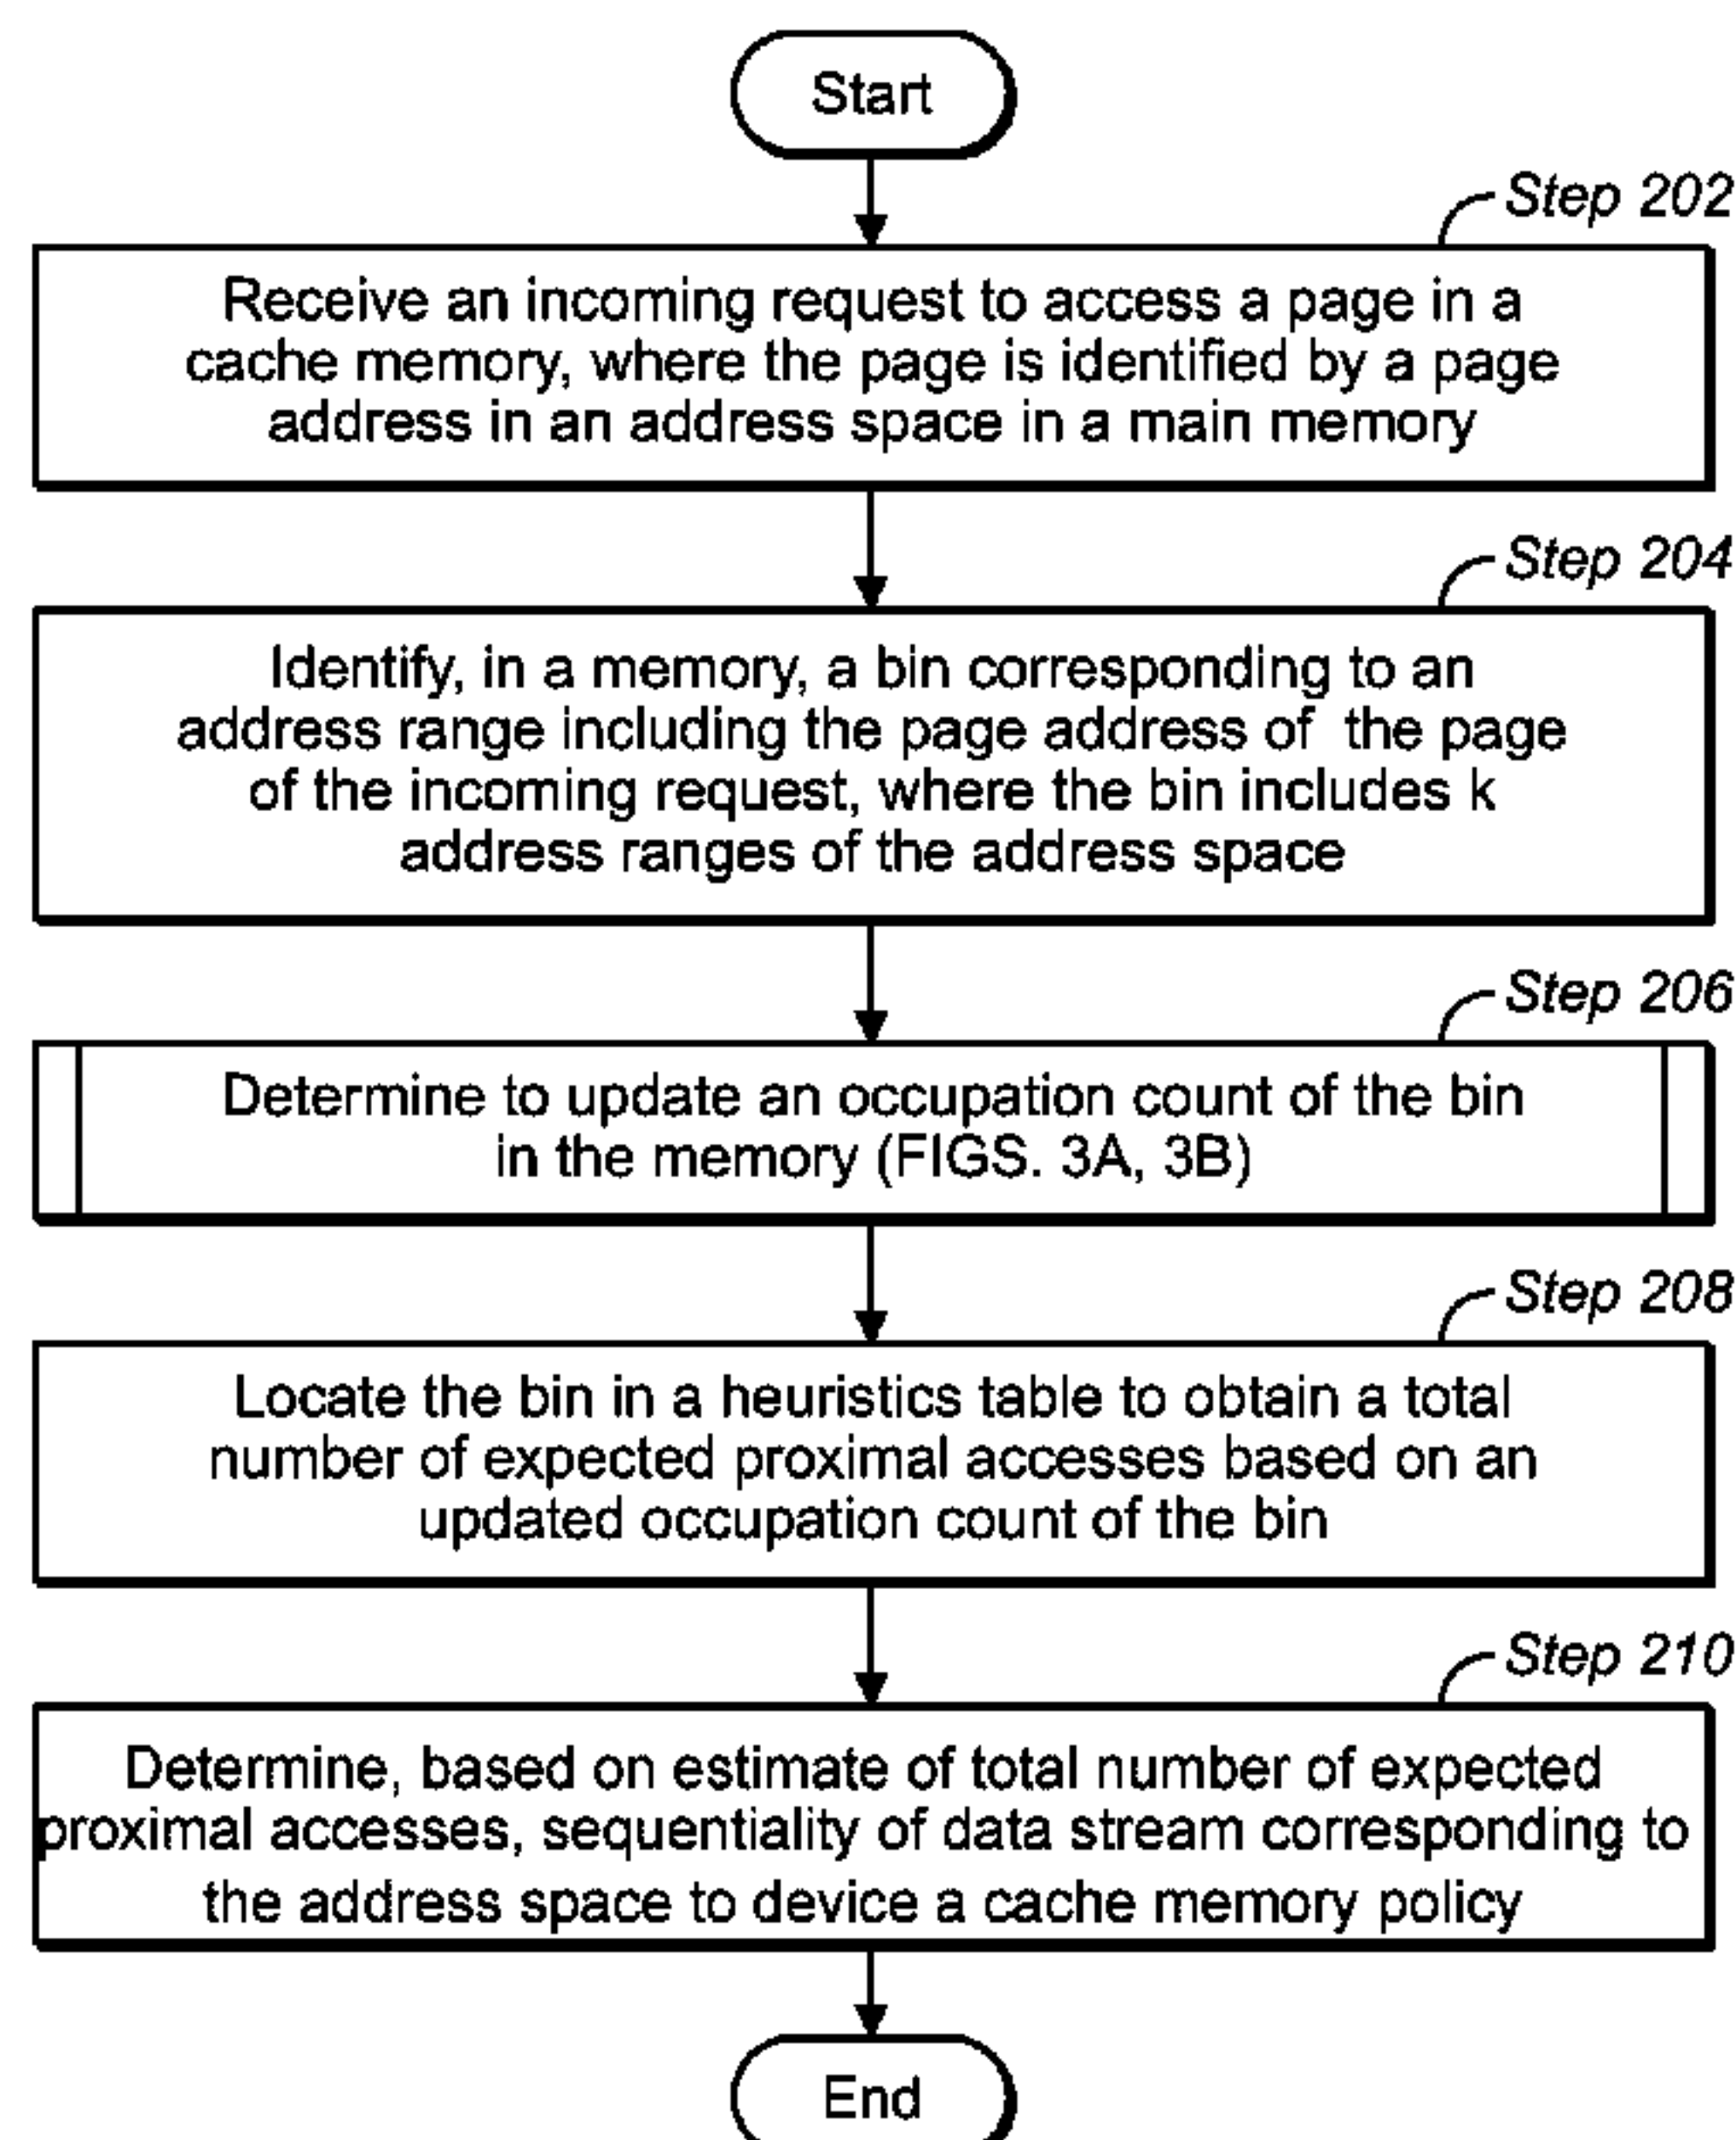 Start
Step 202
Receive an incoming request to access a page in a
cache memory, where the page is identified by a page
address in an address space in a main memory
Step 204
Identify, in a memory, a bin corresponding to an
address range including the page address of the page
of the incoming request, where the bin includes k
address ranges of the address space
Step 206
Determine to update an occupation count of the bin
in the memory (FIGS. 3A, 3B)
Step 208
Locate the bin in a heuristics table to obtain a total
number of expected proximal accesses based on an
updated occupation count of the bin
Step 210
Determine, based on estimate of total number of expected
proximal accesses, sequentiality of data stream corresponding to
the address space to device a cache memory policy
End